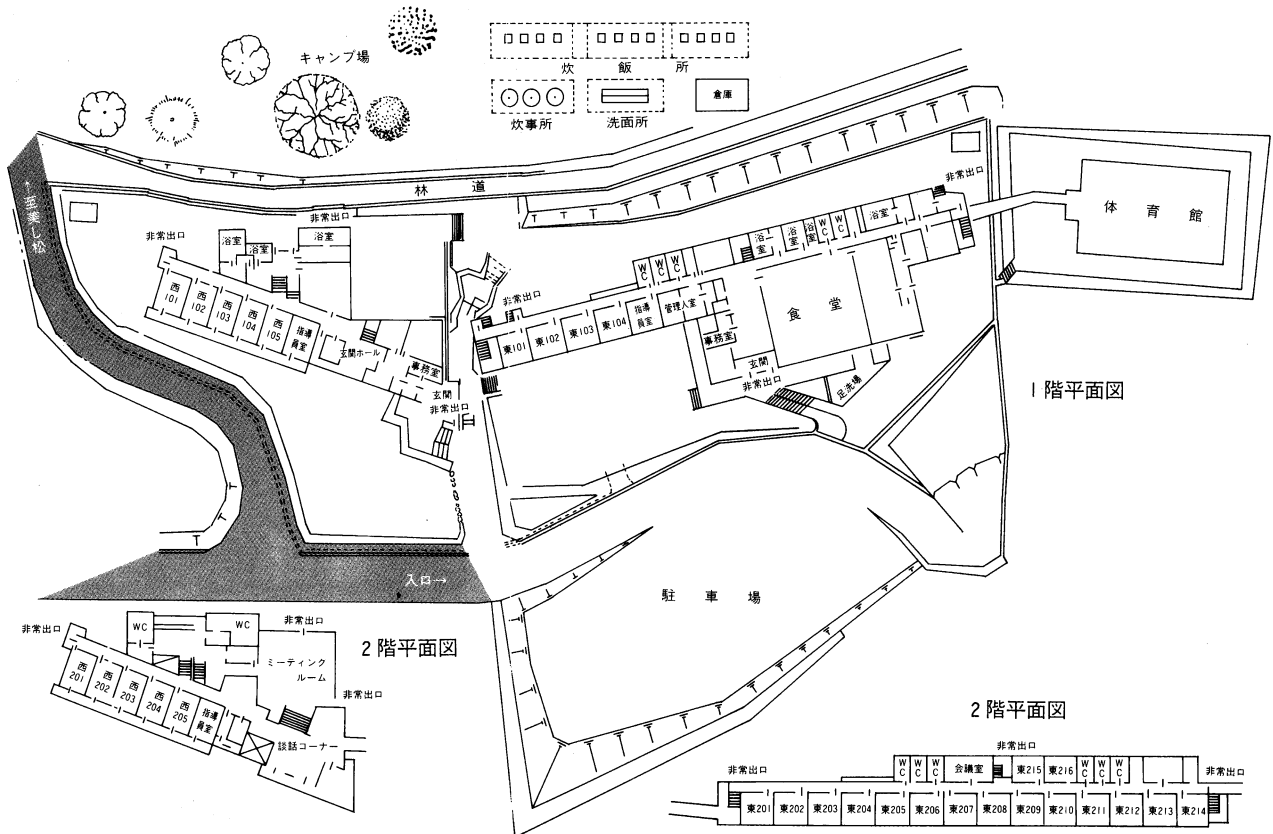 キャンプ場
炊飯所
炊事所
洗面所
倉庫
林道
←至美し松
非常出口
非常出口
浴室
浴室
浴室
西101
西102
西103
西104
西105
指導員室
玄関ホール
事務室
玄関
非常出口
非常出口
東101
東102
東103
東104
指導員室
管理人室
WC
WC
WC
事務室
玄関
非常出口
食堂
浴室
浴室
浴室
WC
WC
浴室
非常出口
足洗場
体育館
1階平面図
入口→
駐車場
2階平面図
非常出口
WC
WC
非常出口
ミーティンク
ルーム
非常出口
西201
西202
西203
西204
西205
指導員室
談話コーナー
2階平面図
非常出口
非常出口
非常出口
WC
WC
WC
会議室
東215
東216
WC
WC
WC
東201
東202
東203
東204
東205
東206
東207
東208
東209
東210
東211
東212
東213
東214